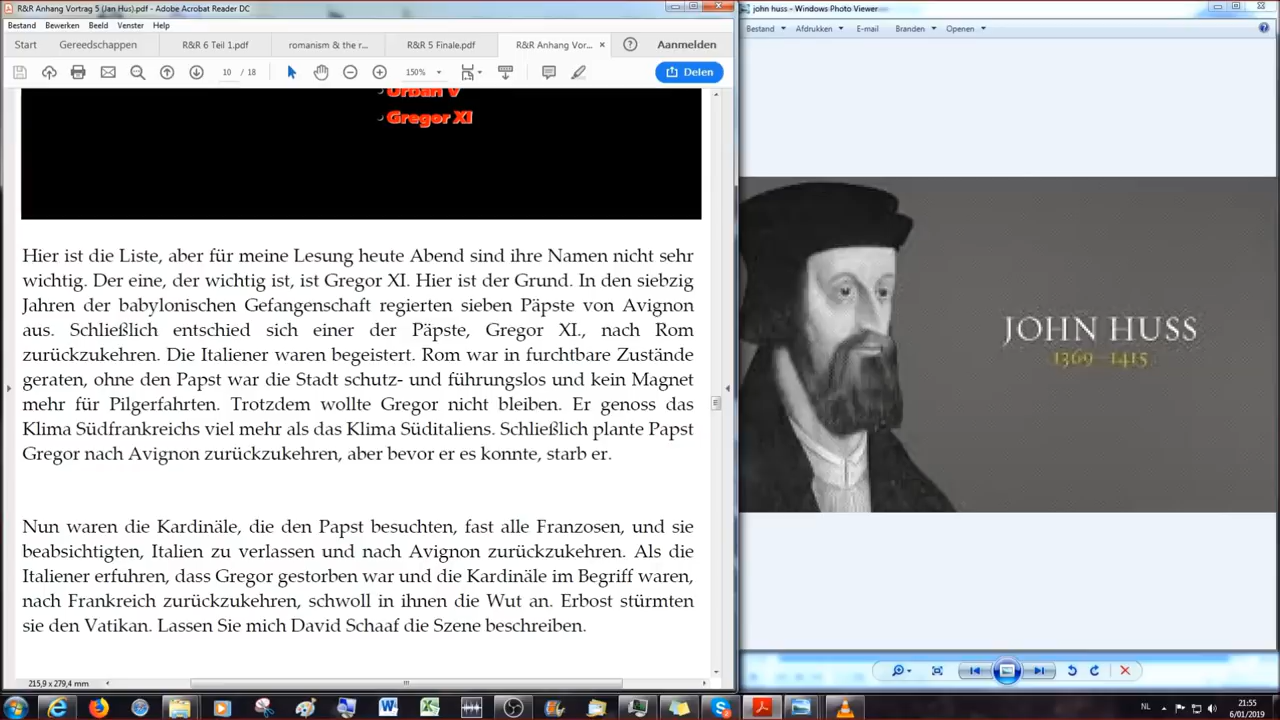 R&R Anhang Vortrag 5 (Jan Hus).pdf - Adobe Acrobat Reader DC
Bestand Bewerken Beeld Venster Help
Start Gereedschappen R&R 6 Teil 1.pdf romanism & the r... R&R 5 Finale.pdf R&R Anhang Vor... × Aanmelden
10 / 18 150% Delen
Urban V
Gregor XI
Hier ist die Liste, aber für meine Lesung heute Abend sind ihre Namen nicht sehr
wichtig. Der eine, der wichtig ist, ist Gregor XI. Hier ist der Grund. In den siebzig
Jahren der babylonischen Gefangenschaft regierten sieben Päpste von Avignon
aus. Schließlich entschied sich einer der Päpste, Gregor XI., nach Rom
zurückzukehren. Die Italiener waren begeistert. Rom war in furchtbare Zustände
geraten, ohne den Papst war die Stadt schutz- und führungslos und kein Magnet
mehr für Pilgerfahrten. Trotzdem wollte Gregor nicht bleiben. Er genoss das
Klima Südfrankreichs viel mehr als das Klima Süditaliens. Schließlich plante Papst
Gregor nach Avignon zurückzukehren, aber bevor er es konnte, starb er.
Nun waren die Kardinäle, die den Papst besuchten, fast alle Franzosen, und sie
beabsichtigten, Italien zu verlassen und nach Avignon zurückzukehren. Als die
Italiener erfuhren, dass Gregor gestorben war und die Kardinäle im Begriff waren,
nach Frankreich zurückzukehren, schwoll in ihnen die Wut an. Erbost stürmten
sie den Vatikan. Lassen Sie mich David Schaaf die Szene beschreiben.
215,9 x 279,4 mm
john huss - Windows Photo Viewer
Bestand Afdrukken E-mail Branden Openen
JOHN HUSS
1369 - 1415
NL 21:55
6/01/2019